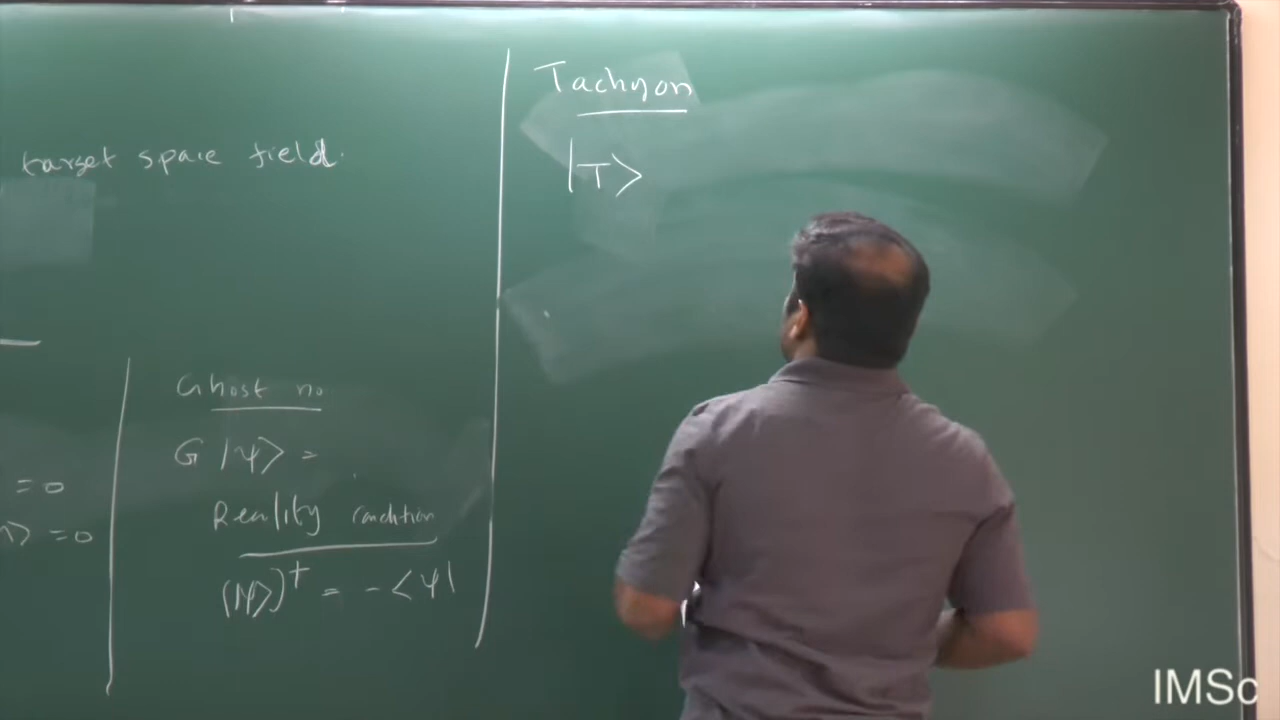 target space field.
= 0
⟩ = 0
Ghost no
G |ψ⟩ =
Reality condition
(|ψ⟩)† = - ⟨ψ|
Tachyon
|T⟩
IMSc